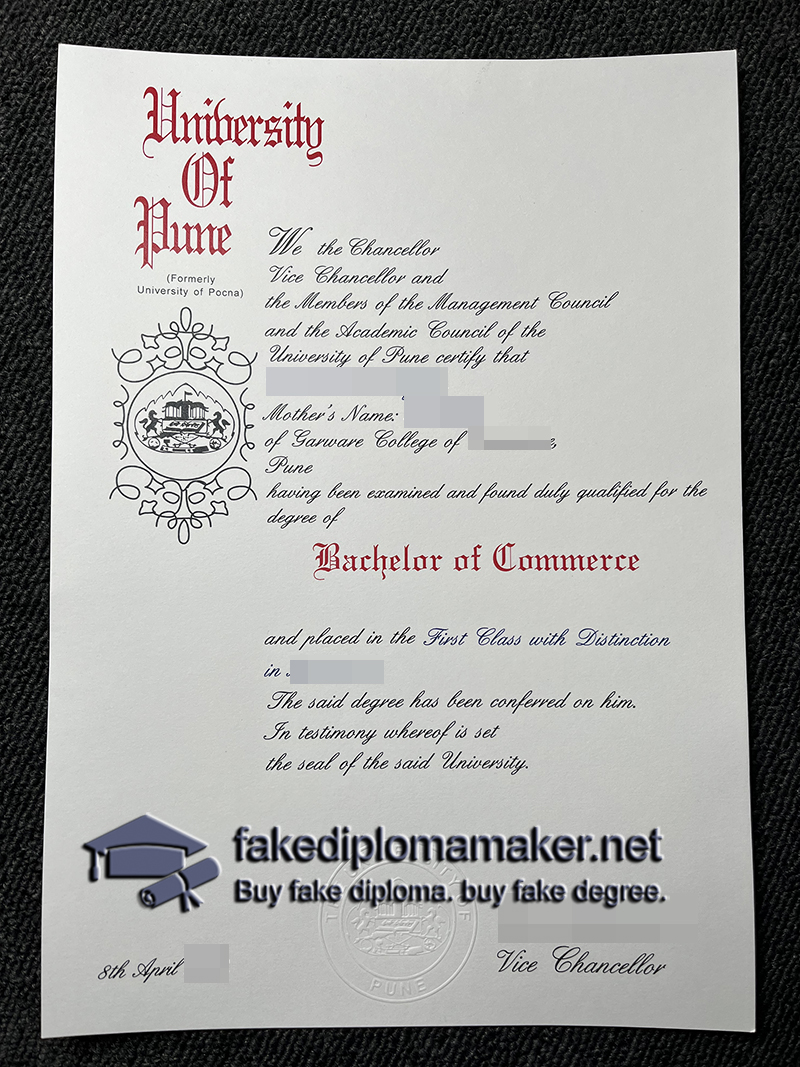 University
Of
Pune
(Formerly
University of Pocna)
We the Chancellor
Vice Chancellor and
the Members of the Management Council
and the Academic Council of the
University of Pune certify that
Mother's Name:
of Garware College of
Pune
having been examined and found duly qualified for the
degree of
Bachelor of Commerce
and placed in the First Class with Distinction
in
The said degree has been conferred on him.
In testimony whereof is set
the seal of the said University.
fakediplomamaker.net
Buy fake diploma. buy fake degree.
PUNE
8th April
Vice Chancellor